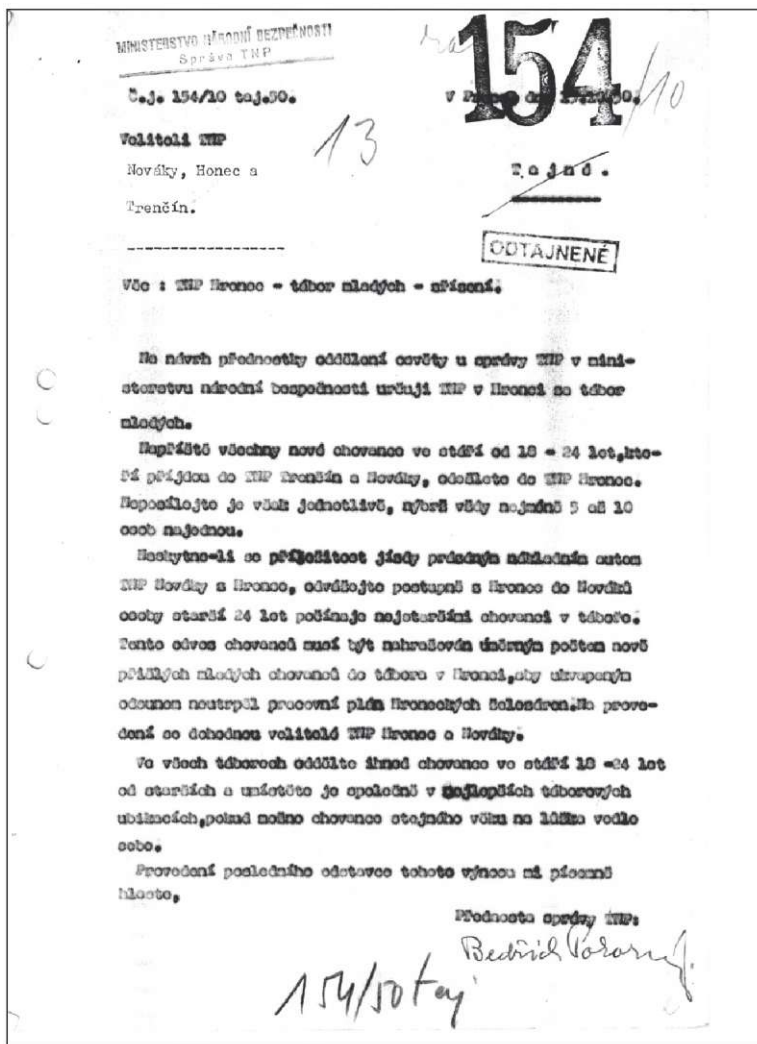 MINISTERSTVO NÁRODNÍ BEZPEČNOSTI
Správa TNP
154
/10
Č.j. 154/10 taj.50.
V
13
Veliteli TNP
Nováky, Honec a
Trenčín.
Tajné.
ODTAJNENÉ
Věc : TNP Hronec - tábor mladých - zřízení.
Na návrh přednostky oddělení osvěty u správy TNP v mini-
sterstvu národní bezpečnosti určuji TNP v Hronci za tábor
mladých.
Napříště všechny nové chovance ve stáří od 18 - 24 let,kte-
ří přijdou do TNP Trenčín a Nováky, odešlete do TNP Hronec.
Neposílejte je však jednotlivě, nýbrž vždy nejméně 5 až 10
osob najednou.
Naskytne-li se příležitost jízdy prázdným nákladním autem
TNP Nováky z Hronec, odvážejte postupně z Hronce do Nováků
osoby starší 24 let počínaje nejstaršími chovanci v táboře.
Tento odvoz chovanců musí být nahrazován úměrným počtem nově
přišlých mladých chovanců do tábora v Hronci,aby ukvapeným
odsunem neutrpěl pracovní plán Hroneckých železáren.Na prove-
dení se dohodnou velitelé TNP Hronec a Nováky.
Ve všech táborech oddělte ihned chovance ve stáří 18 -24 let
od starších a umístěte je společně v nejlepších táborových
ubikacích,pokud možno chovance stejného věku na lůžka vedle
sebe.
Provedení posledního odstavce tohoto výnosu mi písemně
hlaste,
Přednosta správy TNP:
Bedřich Pokorný.
154/50 taj